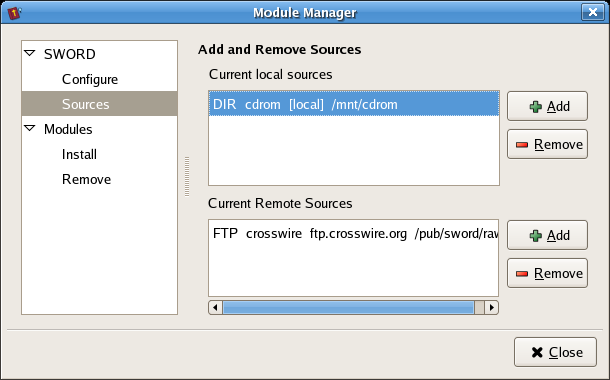 Module Manager
SWORD
Configure
Sources
Modules
Install
Remove
Add and Remove Sources
Current local sources
DIR cdrom [local] /mnt/cdrom
Add
Remove
Current Remote Sources
FTP crosswire ftp.crosswire.org /pub/sword/raw
Add
Remove
Close